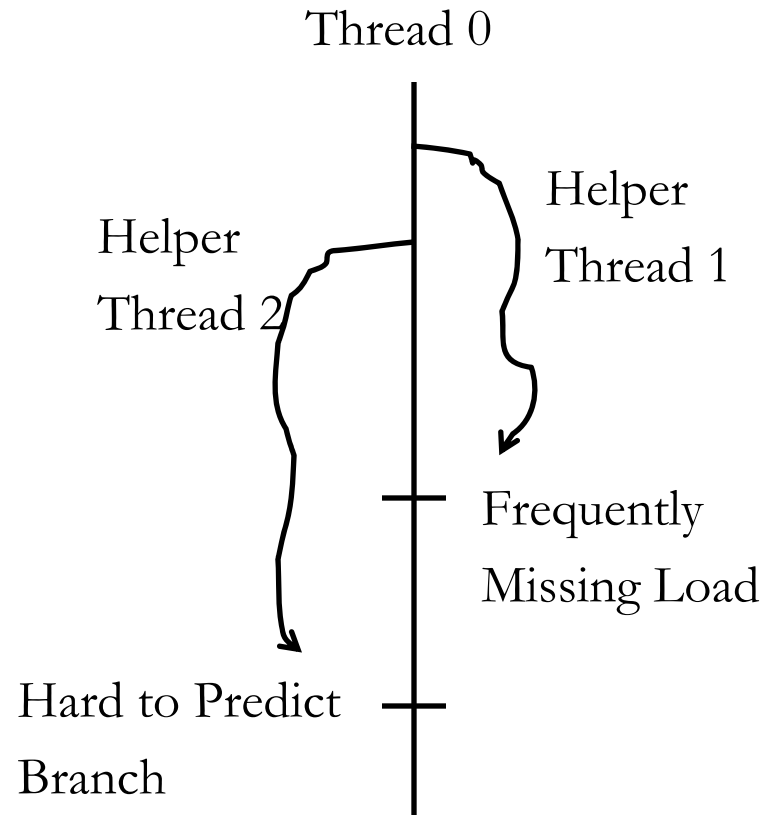 Thread 0
Helper
Thread 1
Helper
Thread 2
Frequently
Missing Load
Hard to Predict
Branch